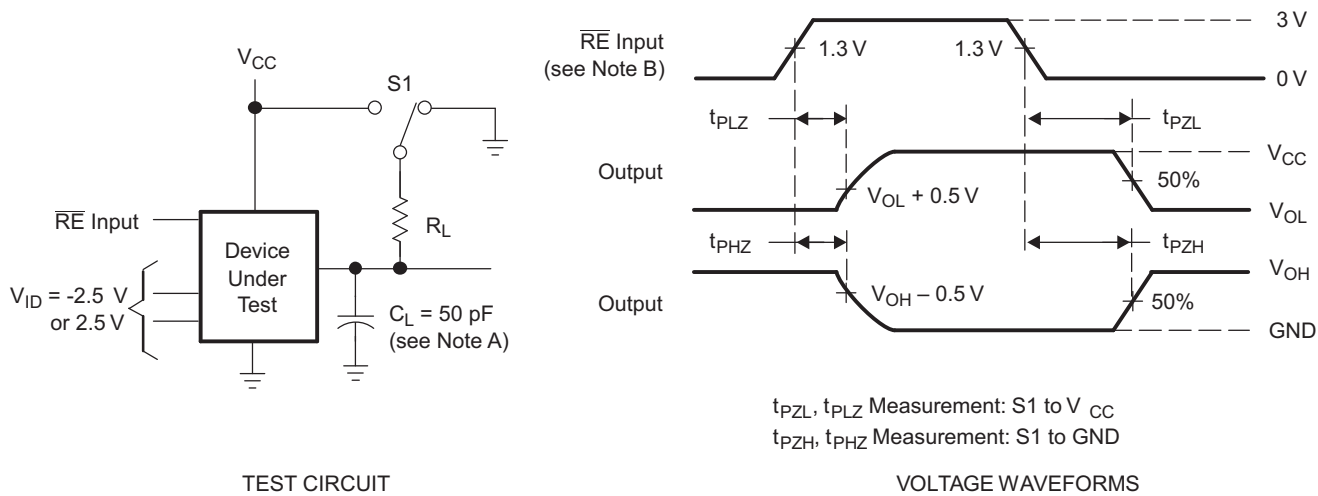 V_CC
S1
RE Input
V_ID = -2.5 V
or 2.5 V
Device
Under
Test
R_L
C_L = 50 pF
(see Note A)
TEST CIRCUIT
RE Input
(see Note B)
1.3 V
1.3 V
3 V
0 V
t_PLZ
t_PZL
Output
V_CC
50%
V_OL + 0.5 V
V_OL
t_PHZ
t_PZH
Output
V_OH
V_OH – 0.5 V
50%
GND
t_PZL, t_PLZ Measurement: S1 to V_CC
t_PZH, t_PHZ Measurement: S1 to GND
VOLTAGE WAVEFORMS